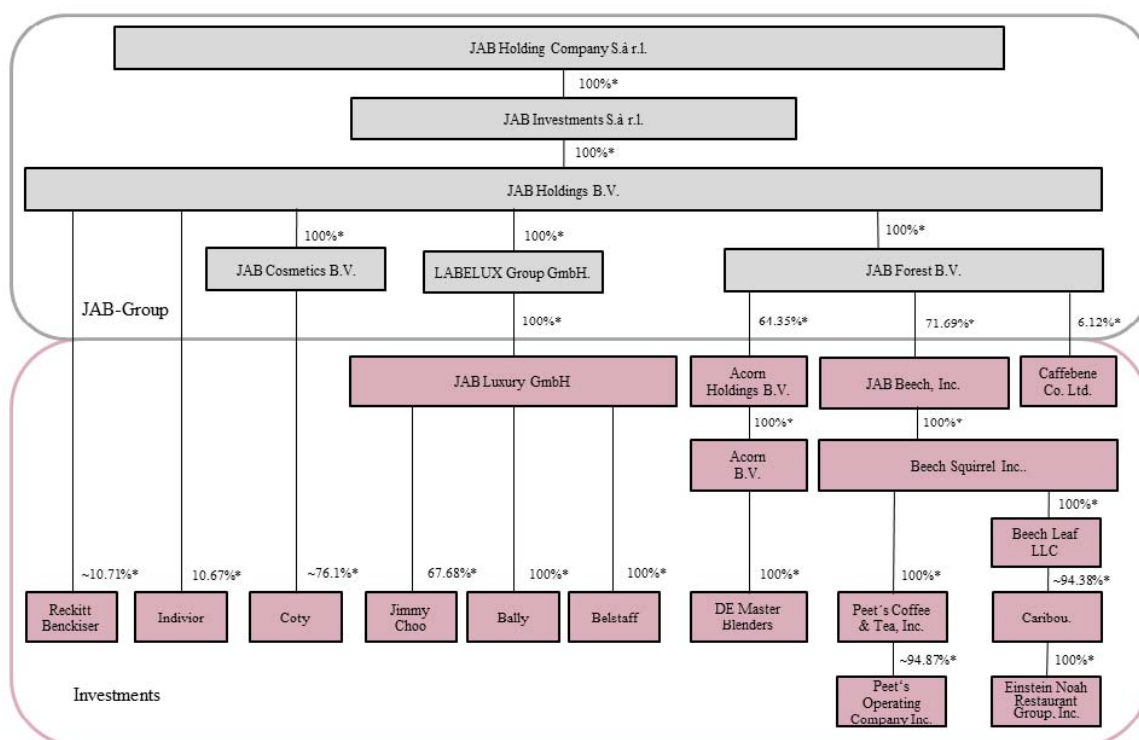 JAB Holding Company S.à r.l.
100%*
JAB Investments S.à r.l.
100%*
JAB Holdings B.V.
100%*
100%*
100%*
JAB Cosmetics B.V.
LABELUX Group GmbH.
JAB Forest B.V.
JAB-Group
100%*
64.35%*
71.69%*
6.12%*
JAB Luxury GmbH
Acorn
Holdings B.V.
JAB Beech, Inc.
Caffebene
Co. Ltd.
100%*
100%*
Acorn
B.V.
Beech Squirrel Inc..
100%*
Beech Leaf
LLC
~10.71%*
10.67%*
~76.1%*
67.68%*
100%*
100%*
100%*
100%*
~94.38%*
Reckitt
Benckiser
Indivior
Coty
Jimmy
Choo
Bally
Belstaff
DE Master
Blenders
Peet´s Coffee
& Tea, Inc.
Caribou.
~94.87%*
100%*
Investments
Peet‘s
Operating
Company Inc.
Einstein Noah
Restaurant
Group, Inc.